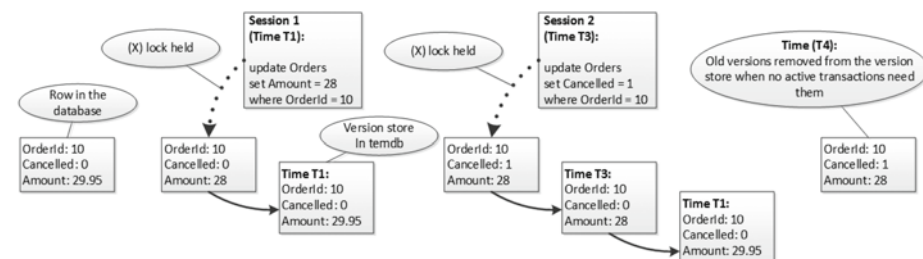 Row in the
database
OrderId: 10
Cancelled: 0
Amount: 29.95
(X) lock held
Session 1
(Time T1):
update Orders
set Amount = 28
where OrderId = 10
OrderId: 10
Cancelled: 0
Amount: 28
Version store
In temdb
Time T1:
OrderId: 10
Cancelled: 0
Amount: 29.95
(X) lock held
Session 2
(Time T3):
update Orders
set Cancelled = 1
where OrderId = 10
OrderId: 10
Cancelled: 1
Amount: 28
Time T3:
OrderId: 10
Cancelled: 0
Amount: 28
Time T1:
OrderId: 10
Cancelled: 0
Amount: 29.95
Time (T4):
Old versions removed from the version
store when no active transactions need
them
OrderId: 10
Cancelled: 1
Amount: 28